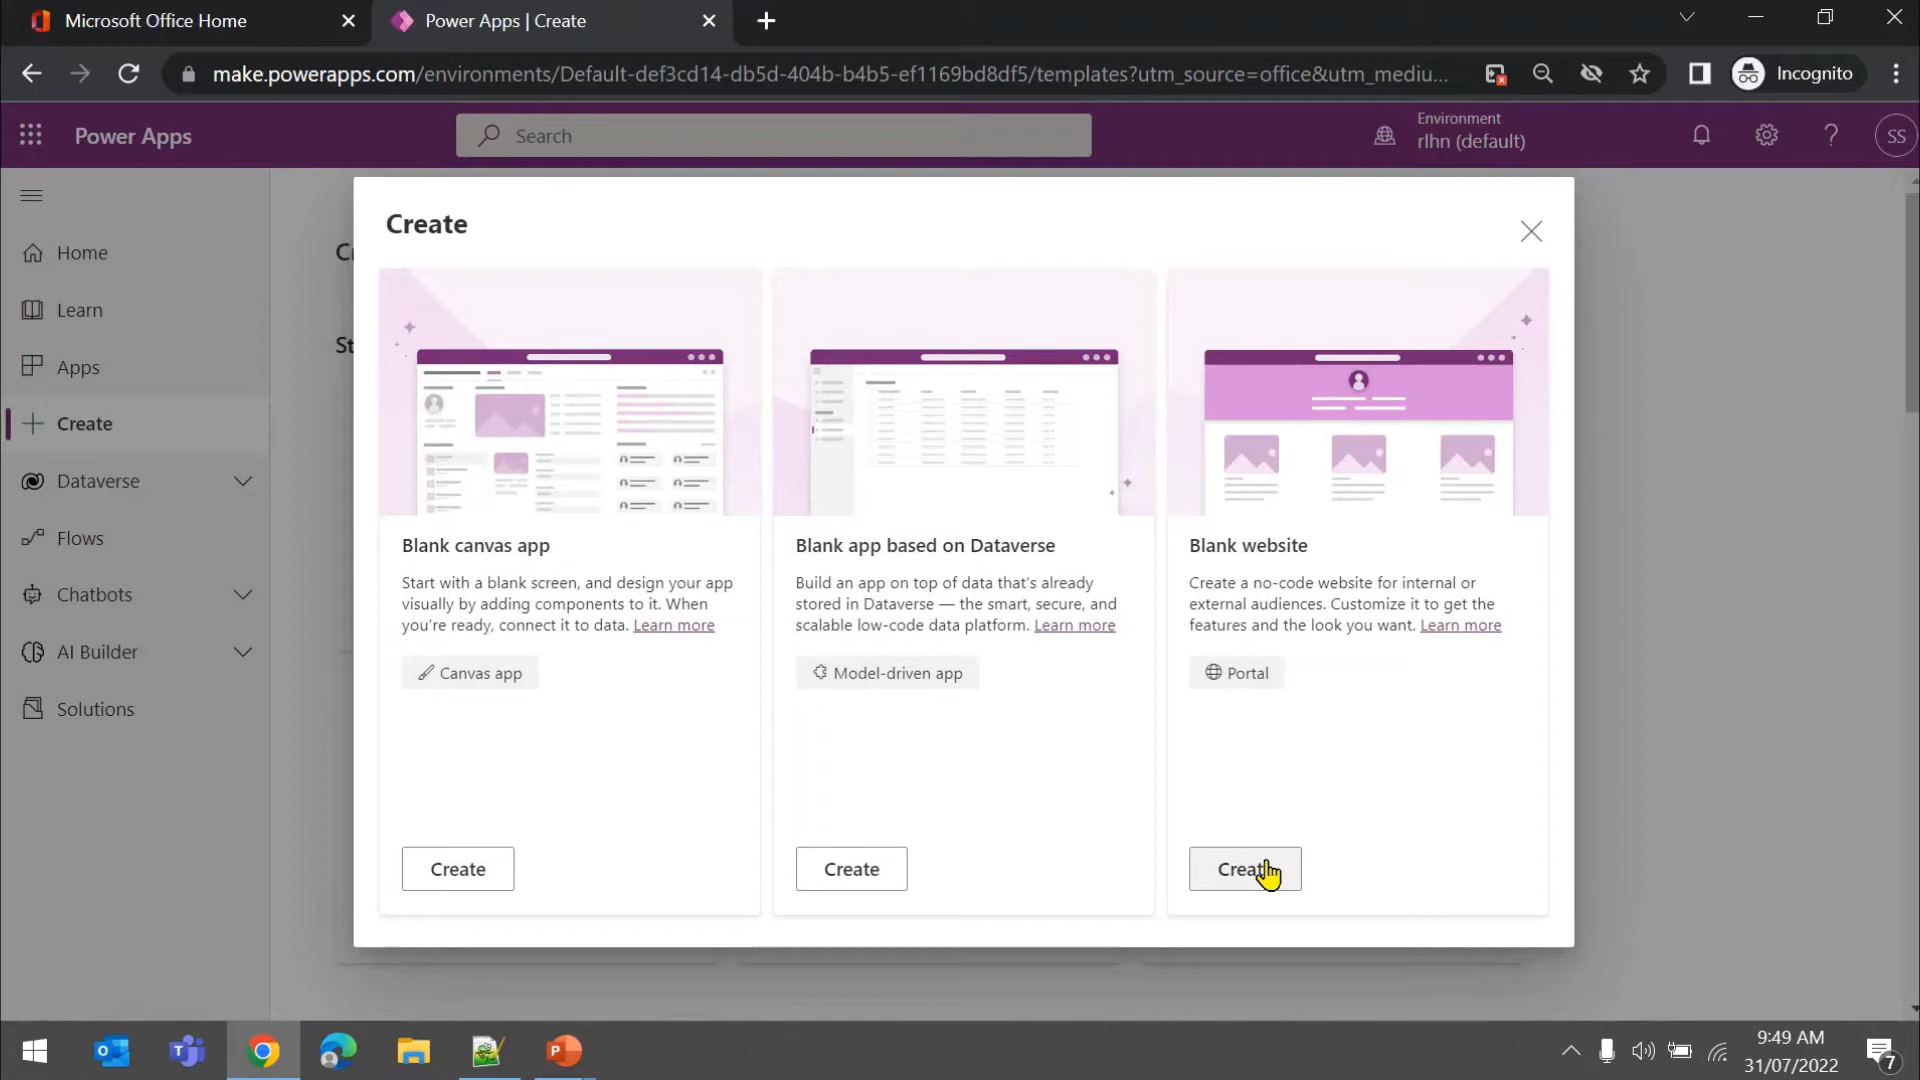 Microsoft Office Home
Power Apps | Create
make.powerapps.com/environments/Default-def3cd14-db5d-404b-b4b5-ef1169bd8df5/templates?utm_source=office&utm_mediu...
Incognito
Power Apps
Search
Environment
rlhn (default)
SS
Home
Learn
Apps
Create
Dataverse
Flows
Chatbots
AI Builder
Solutions
Cr
St
Create
Blank canvas app
Start with a blank screen, and design your app
visually by adding components to it. When
you're ready, connect it to data. Learn more
Canvas app
Create
Blank app based on Dataverse
Build an app on top of data that's already
stored in Dataverse — the smart, secure, and
scalable low-code data platform. Learn more
Model-driven app
Create
Blank website
Create a no-code website for internal or
external audiences. Customize it to get the
features and the look you want. Learn more
Portal
Create
9:49 AM
31/07/2022
7